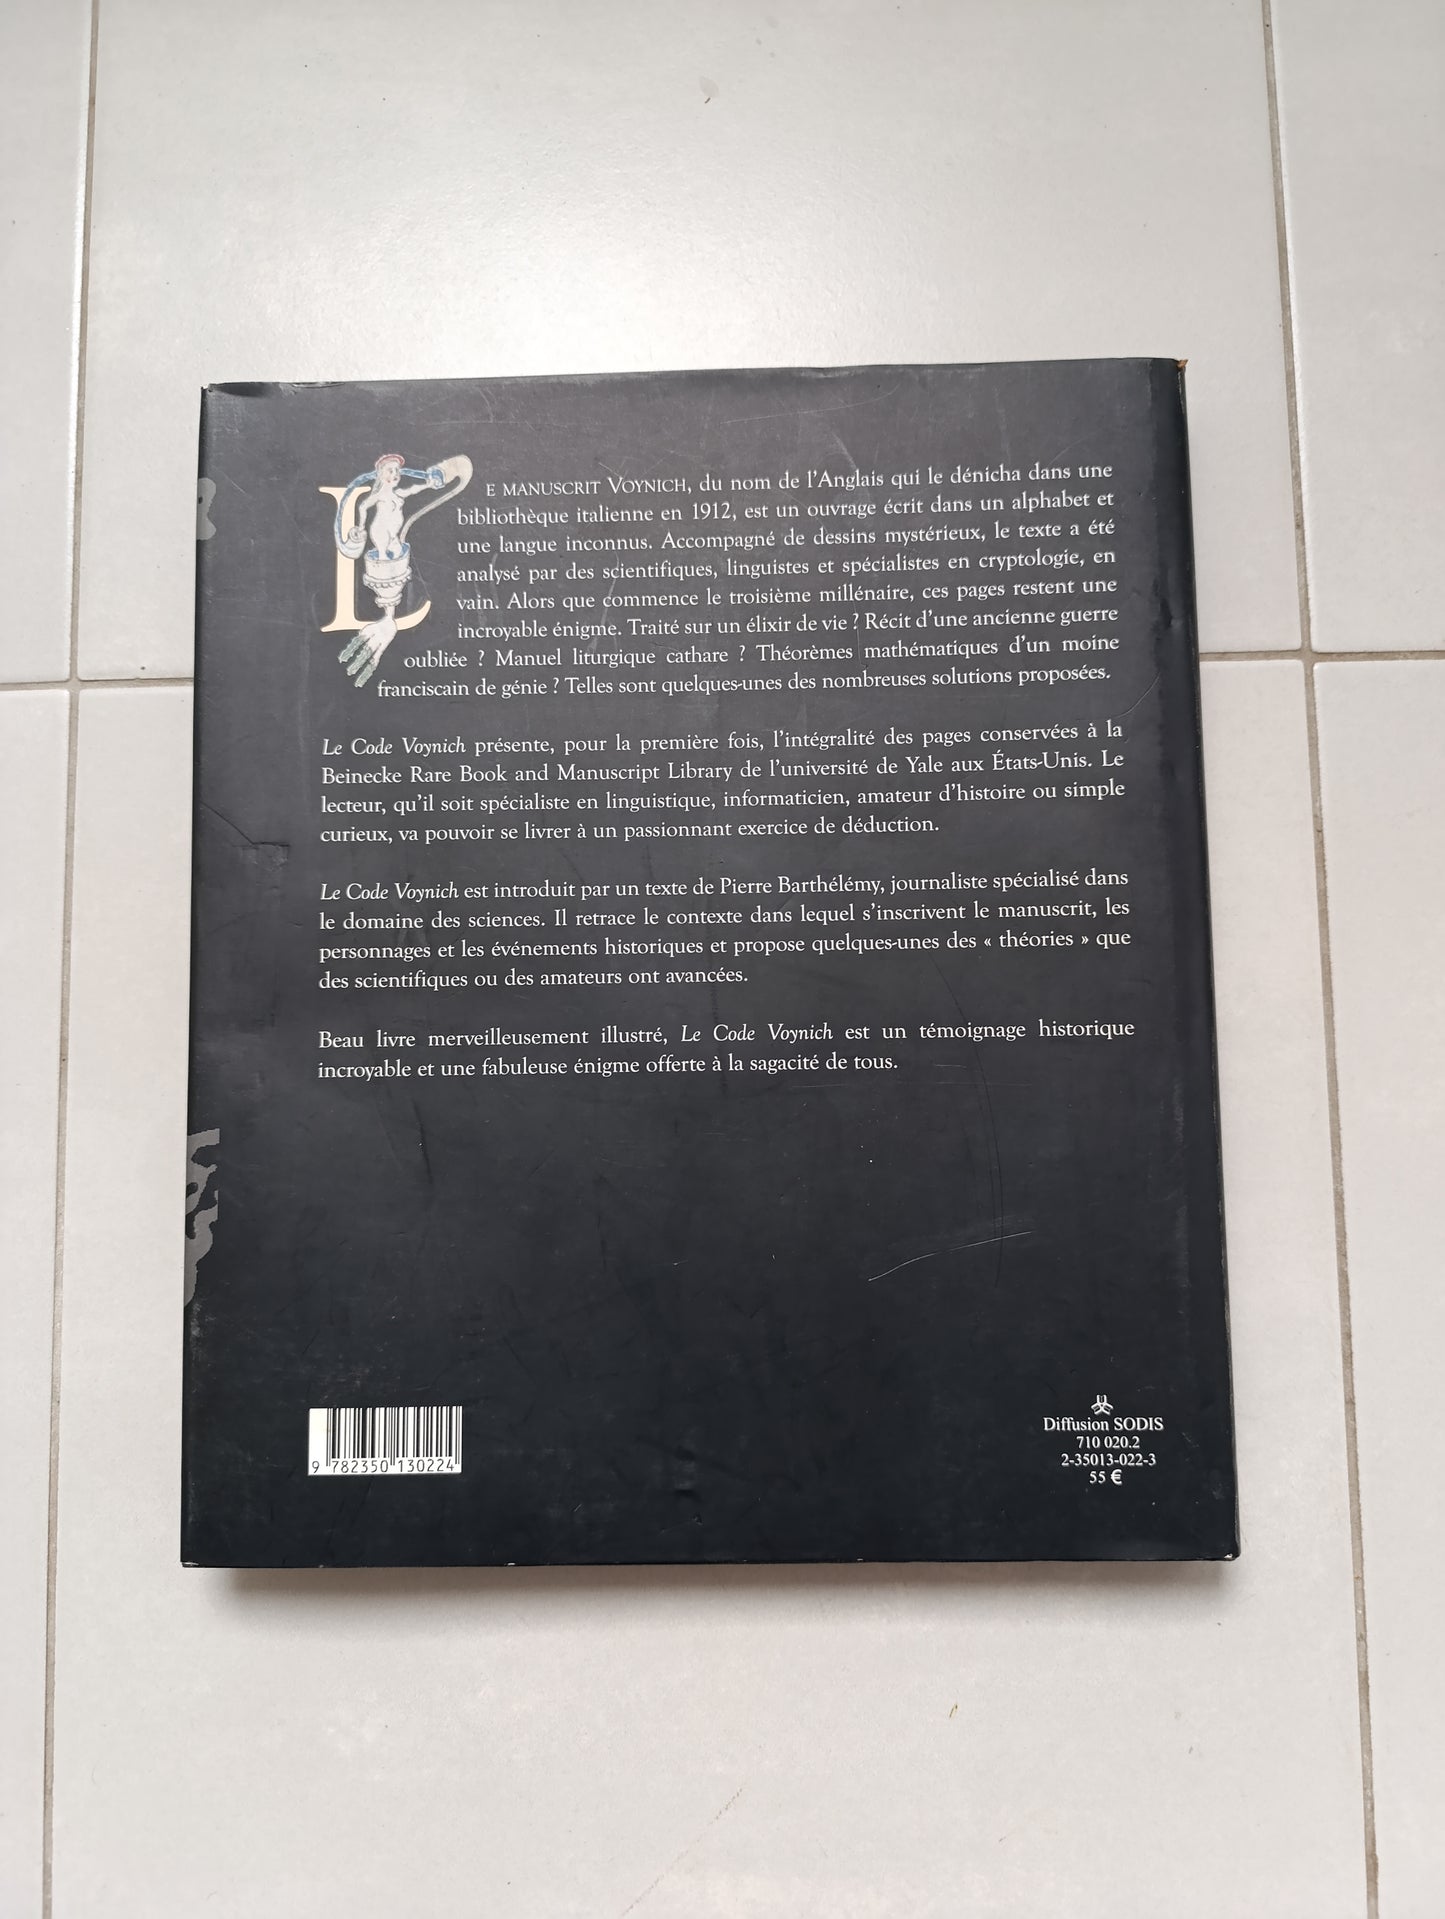 LE MANUSCRIT VOYNICH, du nom de l'Anglais qui le dénicha dans une
bibliothèque italienne en 1912, est un ouvrage écrit dans un alphabet et
une langue inconnus. Accompagné de dessins mystérieux, le texte a été
analysé par des scientifiques, linguistes et spécialistes en cryptologie, en
vain. Alors que commence le troisième millénaire, ces pages restent une
incroyable énigme. Traité sur un élixir de vie ? Récit d'une ancienne guerre
oubliée ? Manuel liturgique cathare ? Théorèmes mathématiques d'un moine
franciscain de génie ? Telles sont quelques-unes des nombreuses solutions proposées.
Le Code Voynich présente, pour la première fois, l'intégralité des pages conservées à la
Beinecke Rare Book and Manuscript Library de l'université de Yale aux États-Unis. Le
lecteur, qu'il soit spécialiste en linguistique, informaticien, amateur d'histoire ou simple
curieux, va pouvoir se livrer à un passionnant exercice de déduction.
Le Code Voynich est introduit par un texte de Pierre Barthélémy, journaliste spécialisé dans
le domaine des sciences. Il retrace le contexte dans lequel s'inscrivent le manuscrit, les
personnages et les événements historiques et propose quelques-unes des « théories » que
des scientifiques ou des amateurs ont avancées.
Beau livre merveilleusement illustré, Le Code Voynich est un témoignage historique
incroyable et une fabuleuse énigme offerte à la sagacité de tous.
9 782350 130224
Diffusion SODIS
710 020.2
2-35013-022-3
55 €